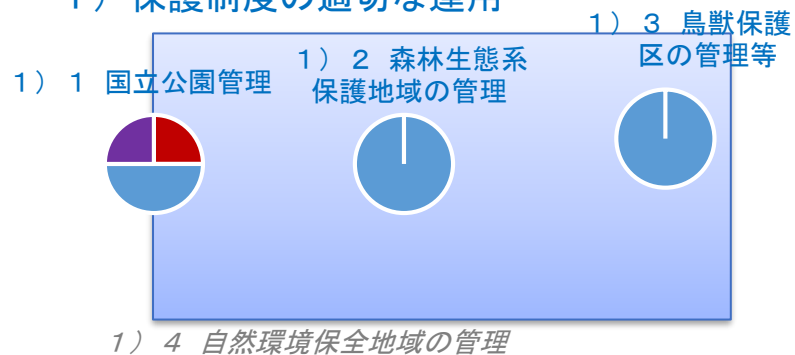 1）保護制度の適切な運用
1）3 鳥獣保護
区の管理等
1）2 森林生態系
保護地域の管理
1）1 国立公園管理
1）4 自然環境保全地域の管理